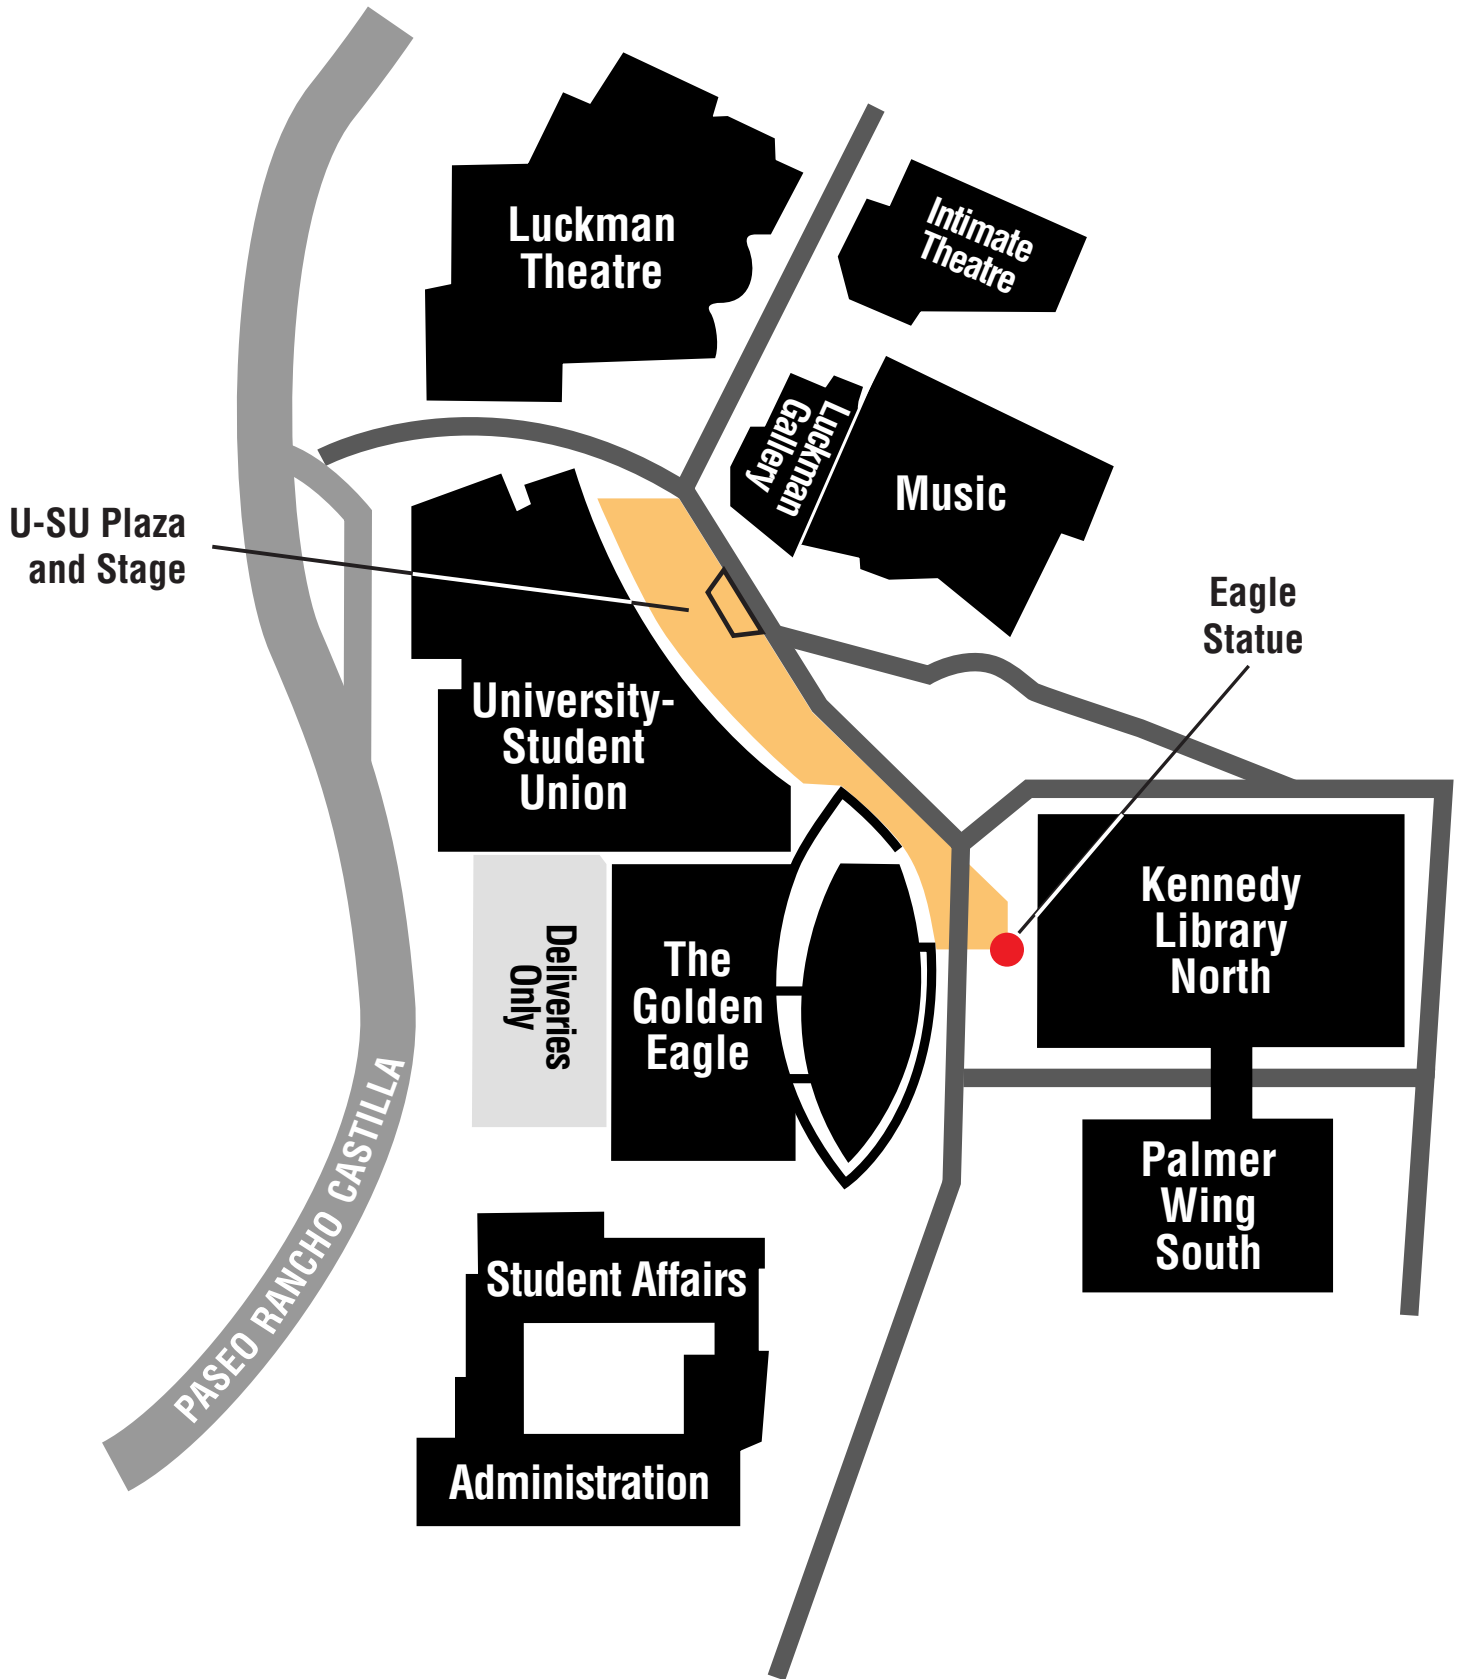 Luckman
Theatre
Intimate
Theatre
Luckman
Gallery
Music
U-SU Plaza
and Stage
Eagle
Statue
University-
Student
Union
Kennedy
Library
North
Deliveries
Only
The
Golden
Eagle
PASEO RANCHO CASTILLA
Palmer
Wing
South
Student Affairs
Administration